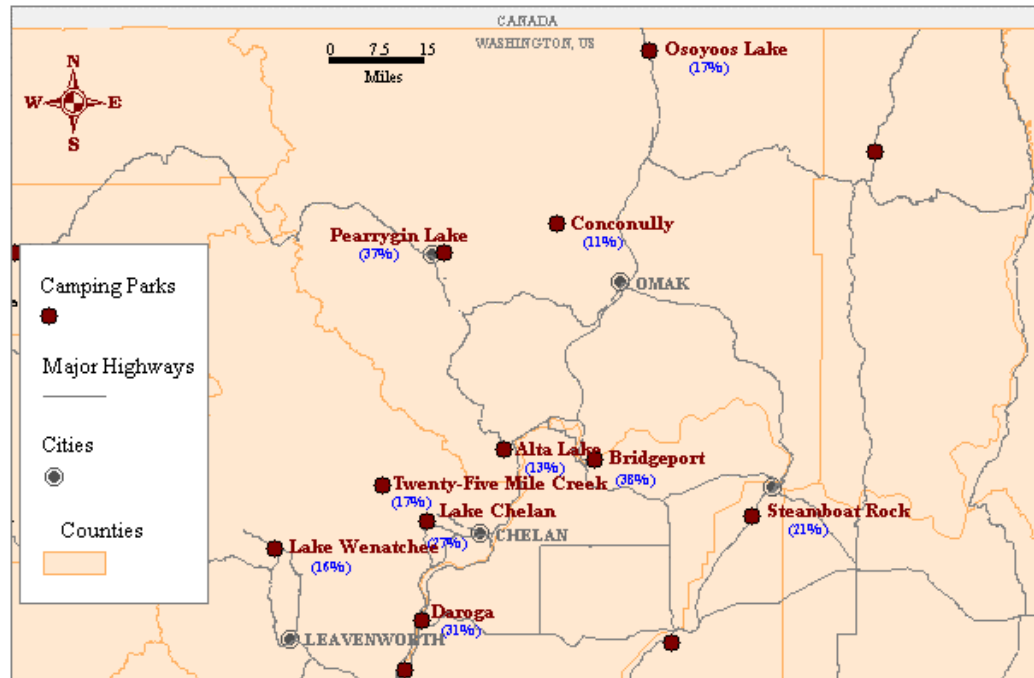 CANADA
WASHINGTON, US
0 7.5 15
Miles
N
W E
S
Osoyoos Lake
(17%)
Conconully
(11%)
Pearrygin Lake
(37%)
OMAK
Camping Parks
Major Highways
Cities
Counties
Alta Lake
(13%)
Bridgeport
(38%)
Twenty-Five Mile Creek
(17%)
Lake Chelan
(27%)
CHELAN
Steamboat Rock
(21%)
Lake Wenatchee
(16%)
Daroga
(31%)
LEAVENWORTH